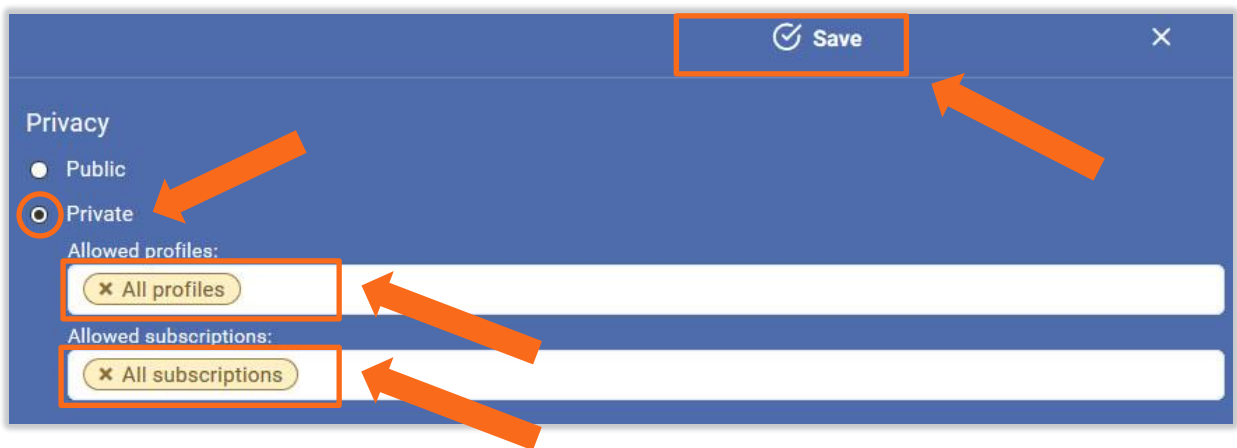 Save
Privacy
Public
Private
Allowed profiles:
All profiles
Allowed subscriptions:
All subscriptions